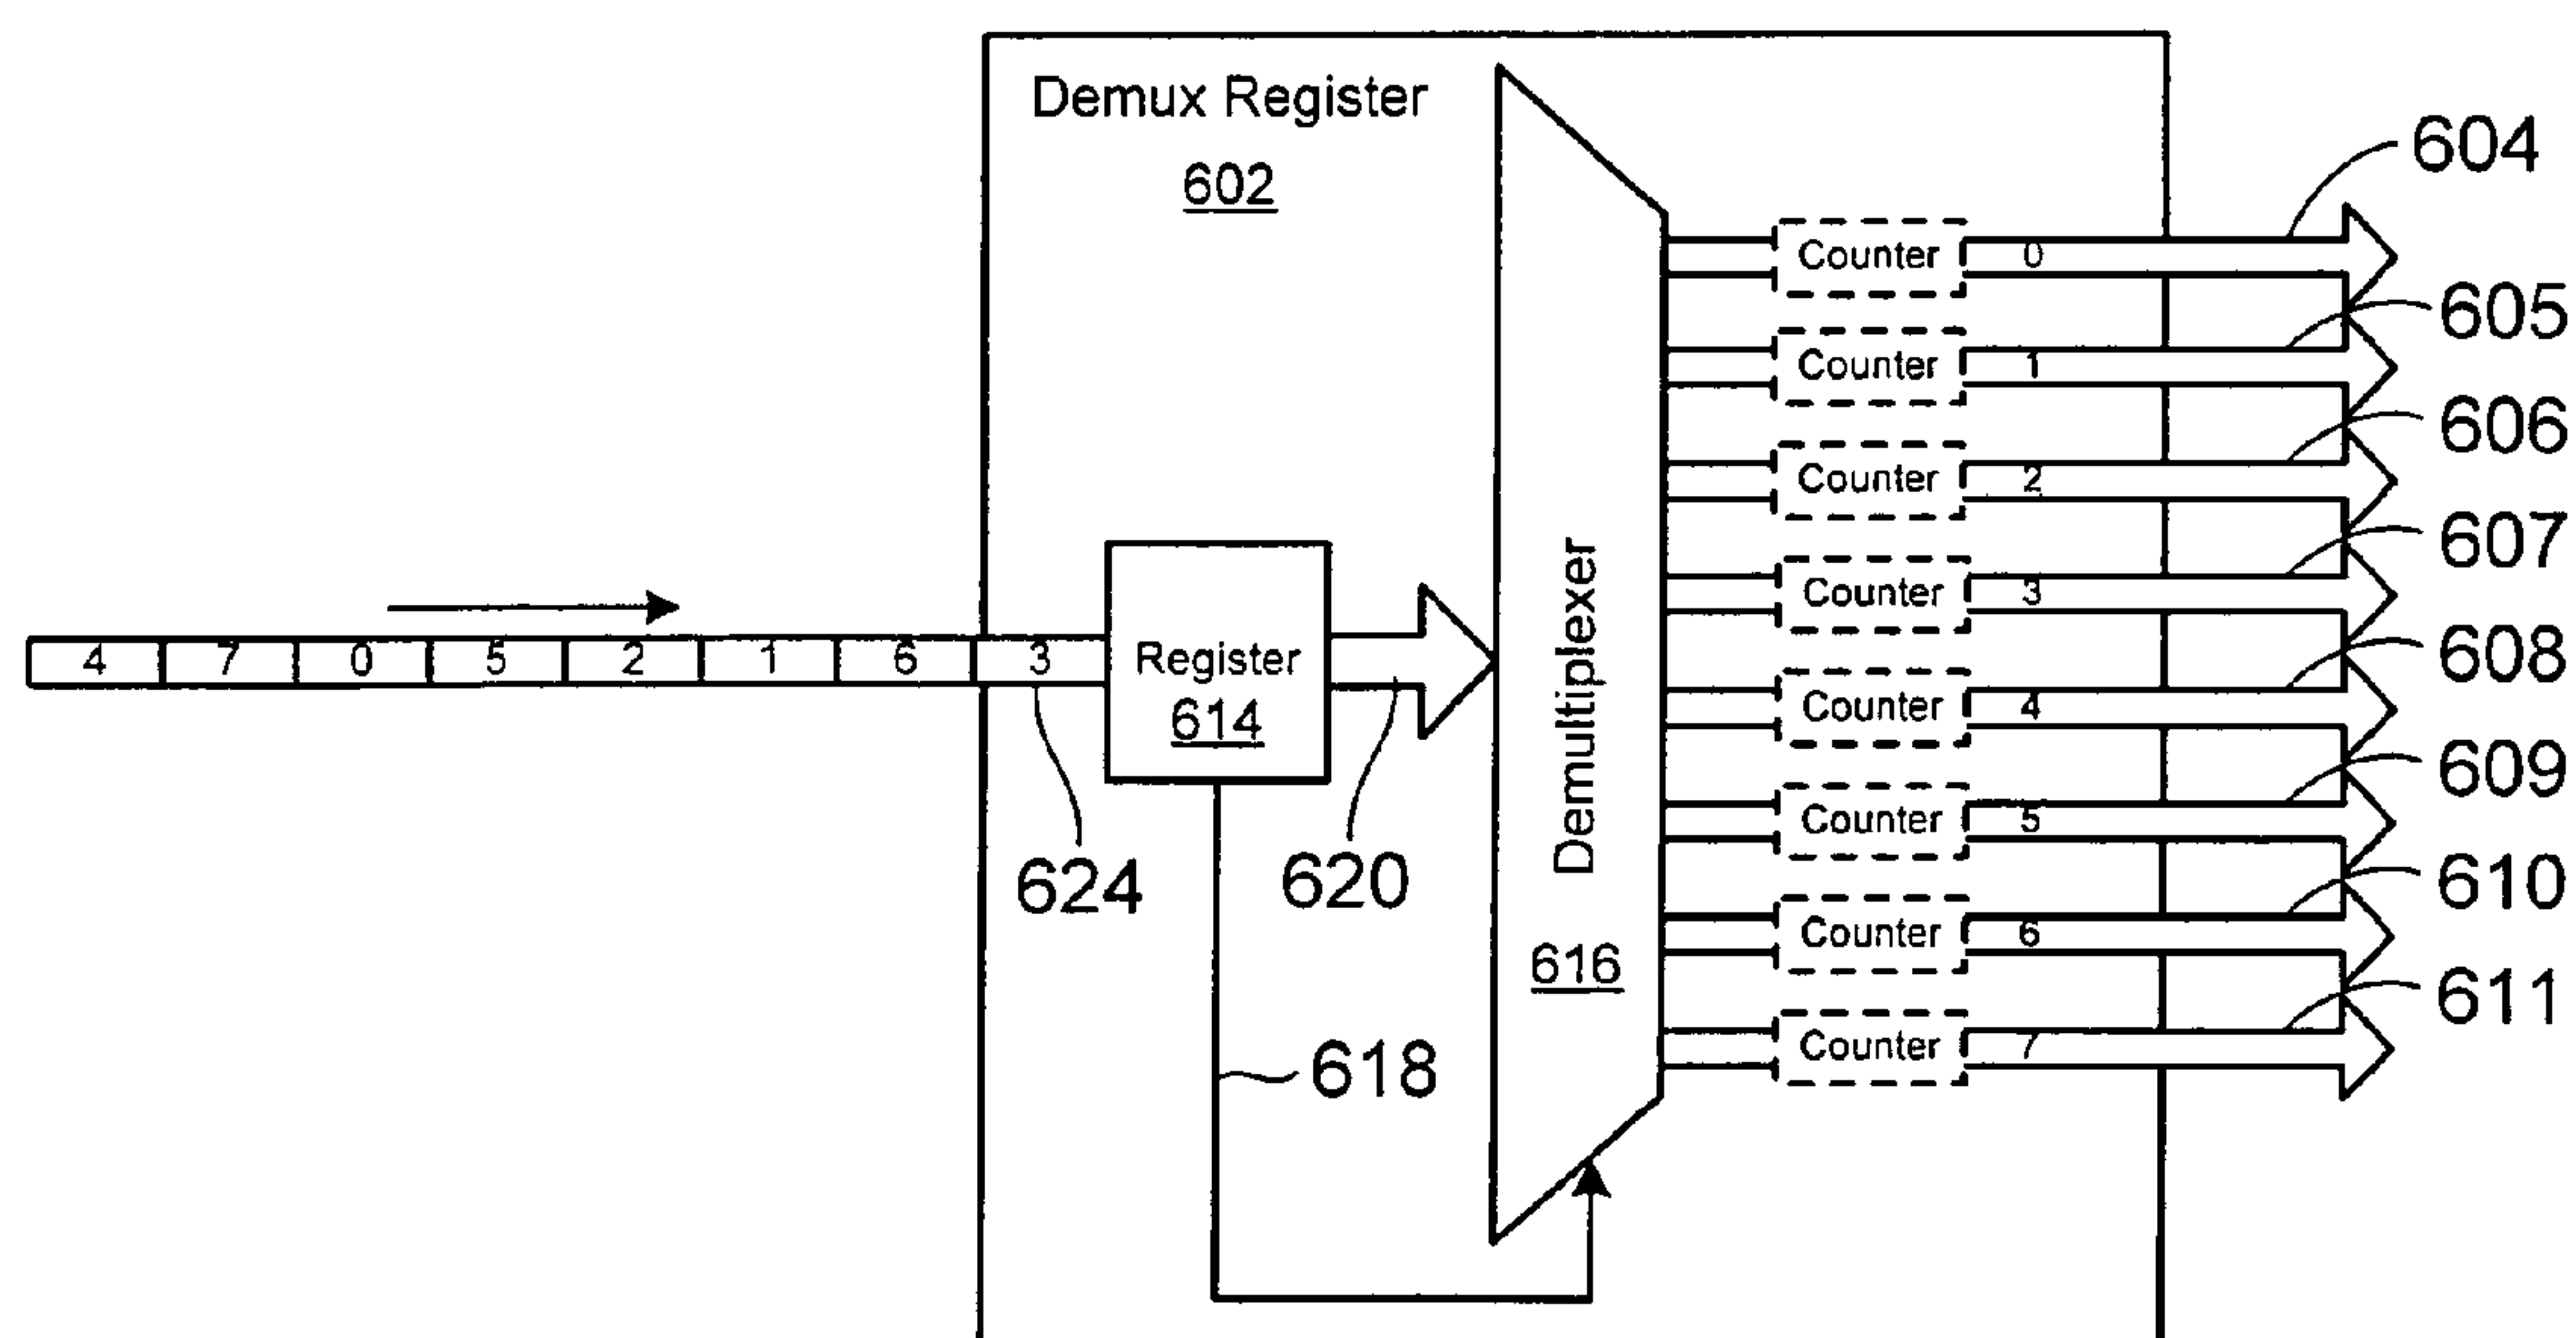 Demux Register
602
604
Counter 0
605
Counter 1
606
Counter 2
607
Counter 3
608
Counter 4
609
Counter 5
610
Counter 6
611
Counter 7
4 7 0 5 2 1 6 3
Register
614
624
620
618
Demultiplexer
616